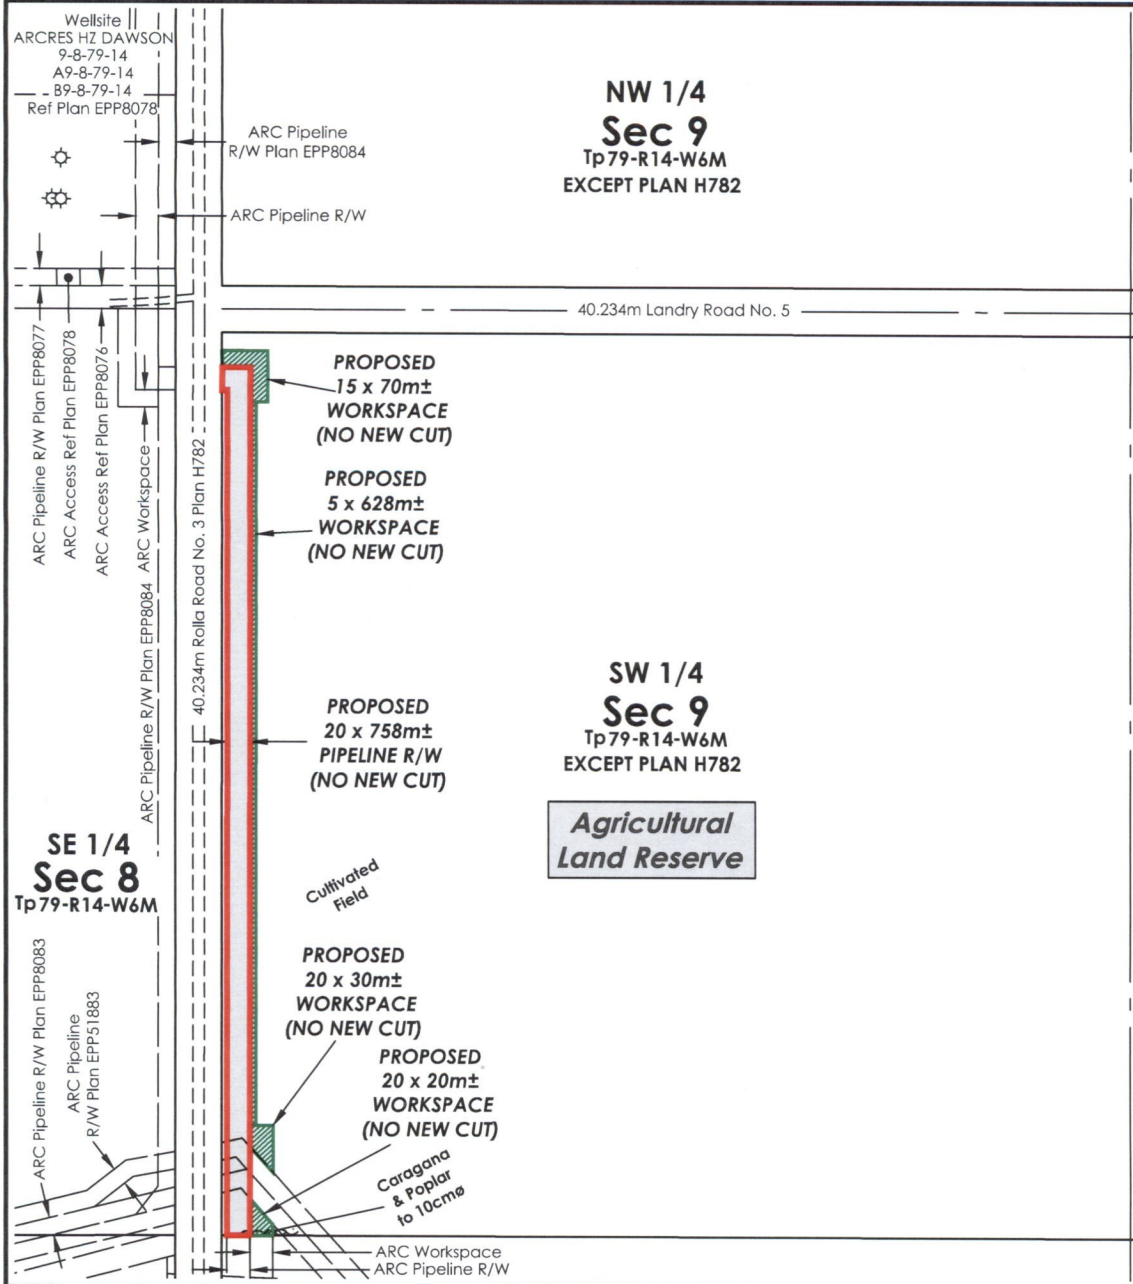 Wellsite
ARCRES HZ DAWSON
9-8-79-14
A9-8-79-14
B9-8-79-14
Ref Plan EPP8078
ARC Pipeline
R/W Plan EPP8084
ARC Pipeline R/W
NW 1/4
Sec 9
Tp79-R14-W6M
EXCEPT PLAN H782
40.234m Landry Road No. 5
ARC Pipeline R/W Plan EPP8077
ARC Access Ref Plan EPP8078
ARC Access Ref Plan EPP8076
ARC Workspace
ARC Pipeline R/W Plan EPP8084
40.234m Rolla Road No. 3 Plan H782
PROPOSED
15 x 70m±
WORKSPACE
(NO NEW CUT)
PROPOSED
5 x 628m±
WORKSPACE
(NO NEW CUT)
PROPOSED
20 x 758m±
PIPELINE R/W
(NO NEW CUT)
SW 1/4
Sec 9
Tp79-R14-W6M
EXCEPT PLAN H782
Agricultural
Land Reserve
SE 1/4
Sec 8
Tp79-R14-W6M
Cultivated
Field
PROPOSED
20 x 30m±
WORKSPACE
(NO NEW CUT)
PROPOSED
20 x 20m±
WORKSPACE
(NO NEW CUT)
ARC Pipeline R/W Plan EPP8083
ARC Pipeline
R/W Plan EPP51883
Caragana
& Poplar
to 10cmø
ARC Workspace
ARC Pipeline R/W